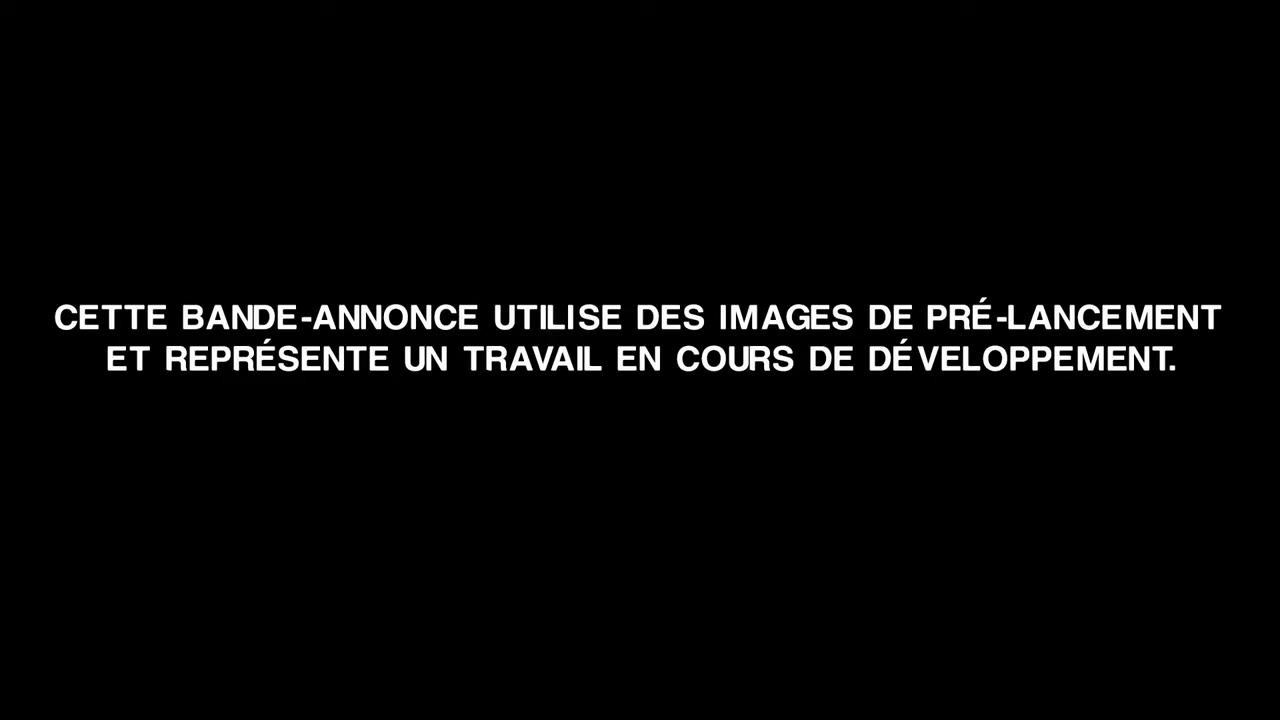 CETTE BANDE-ANNONCE UTILISE DES IMAGES DE PRÉ-LANCEMENT
ET REPRÉSENTE UN TRAVAIL EN COURS DE DÉVELOPPEMENT.